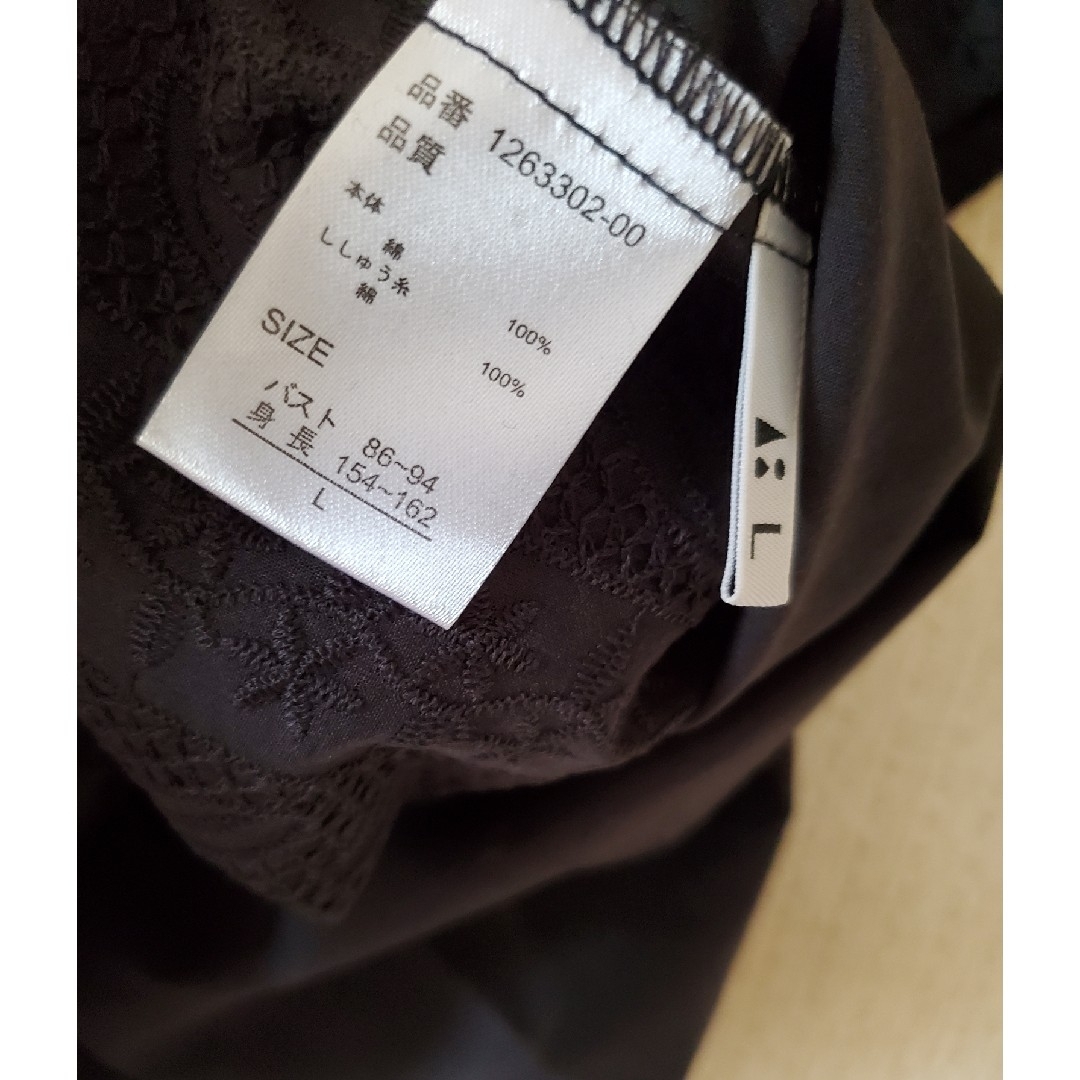 品番 1263302-00
品質
本体
綿 100%
ししゅう糸
綿 100%
SIZE
バスト 86~94
身長 154~162
L
L